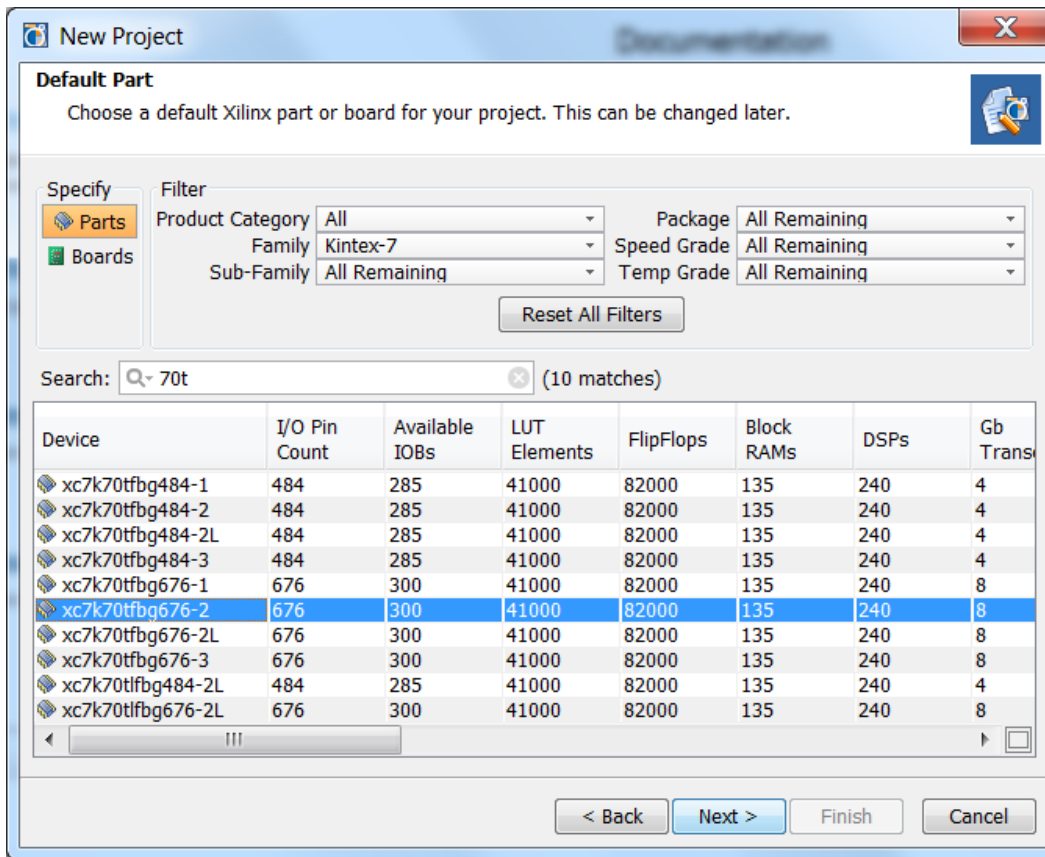 New Project
Documentation
Default Part
Choose a default Xilinx part or board for your project. This can be changed later.
Specify
Parts
Boards
Filter
Product Category All
Package All Remaining
Family Kintex-7
Speed Grade All Remaining
Sub-Family All Remaining
Temp Grade All Remaining
Reset All Filters
Search: 70t (10 matches)
Device I/O Pin Count Available IOBs LUT Elements FlipFlops Block RAMs DSPs Gb
xc7k70tfbg484-1 484 285 41000 82000 135 240 4
xc7k70tfbg484-2 484 285 41000 82000 135 240 4
xc7k70tfbg484-2L 484 285 41000 82000 135 240 4
xc7k70tfbg484-3 484 285 41000 82000 135 240 4
xc7k70tfbg676-1 676 300 41000 82000 135 240 8
xc7k70tfbg676-2 676 300 41000 82000 135 240 8
xc7k70tfbg676-2L 676 300 41000 82000 135 240 8
xc7k70tfbg676-3 676 300 41000 82000 135 240 8
xc7k70tlfbg484-2L 484 285 41000 82000 135 240 4
xc7k70tlfbg676-2L 676 300 41000 82000 135 240 8
< Back Next > Finish Cancel